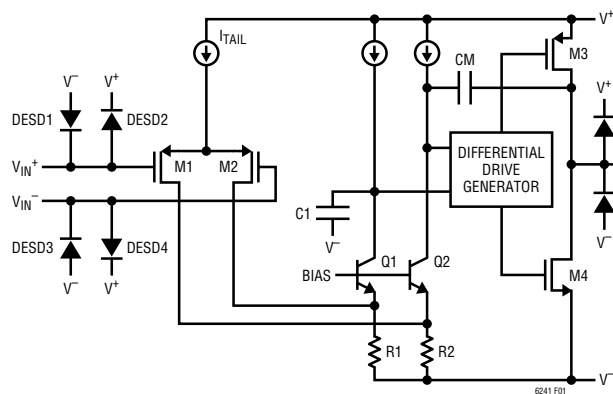 V+
ITAIL
M3
CM
V– V+
DESD1 DESD2
V+
VIN+
M1 M2
DIFFERENTIAL
DRIVE
GENERATOR
VIN–
C1
V–
DESD3 DESD4
V– V+
Q1 Q2
BIAS
M4
V–
R1 R2
V–
6241 F01